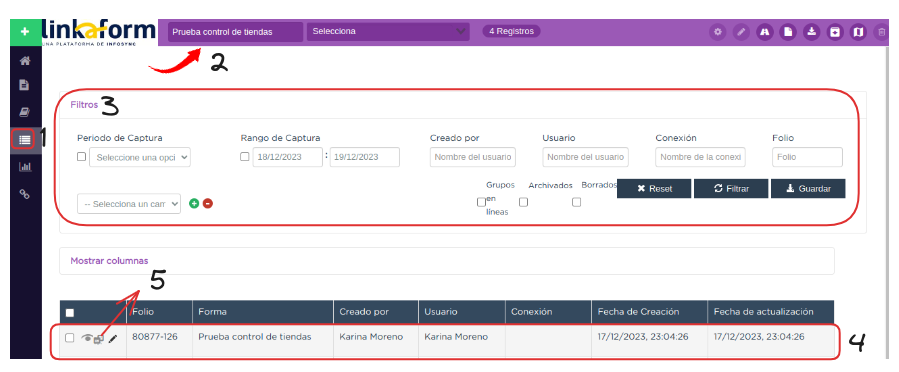 linkaform
UNA PLATAFORMA DE INFOSYNC
Prueba control de tiendas
Selecciona
4 Registros
2
Filtros 3
1
Periodo de Captura
Rango de Captura
Creado por
Usuario
Conexión
Folio
Seleccione una opci
18/12/2023 : 19/12/2023
Nombre del usuario
Nombre del usuario
Nombre de la conexi
Folio
Grupos en líneas
Archivados
Borrados
Reset
Filtrar
Guardar
-- Selecciona un carr
Mostrar columnas
5
Folio
Forma
Creado por
Usuario
Conexión
Fecha de Creación
Fecha de actualización
80877-126
Prueba control de tiendas
Karina Moreno
Karina Moreno
17/12/2023, 23:04:26
17/12/2023, 23:04:26
4